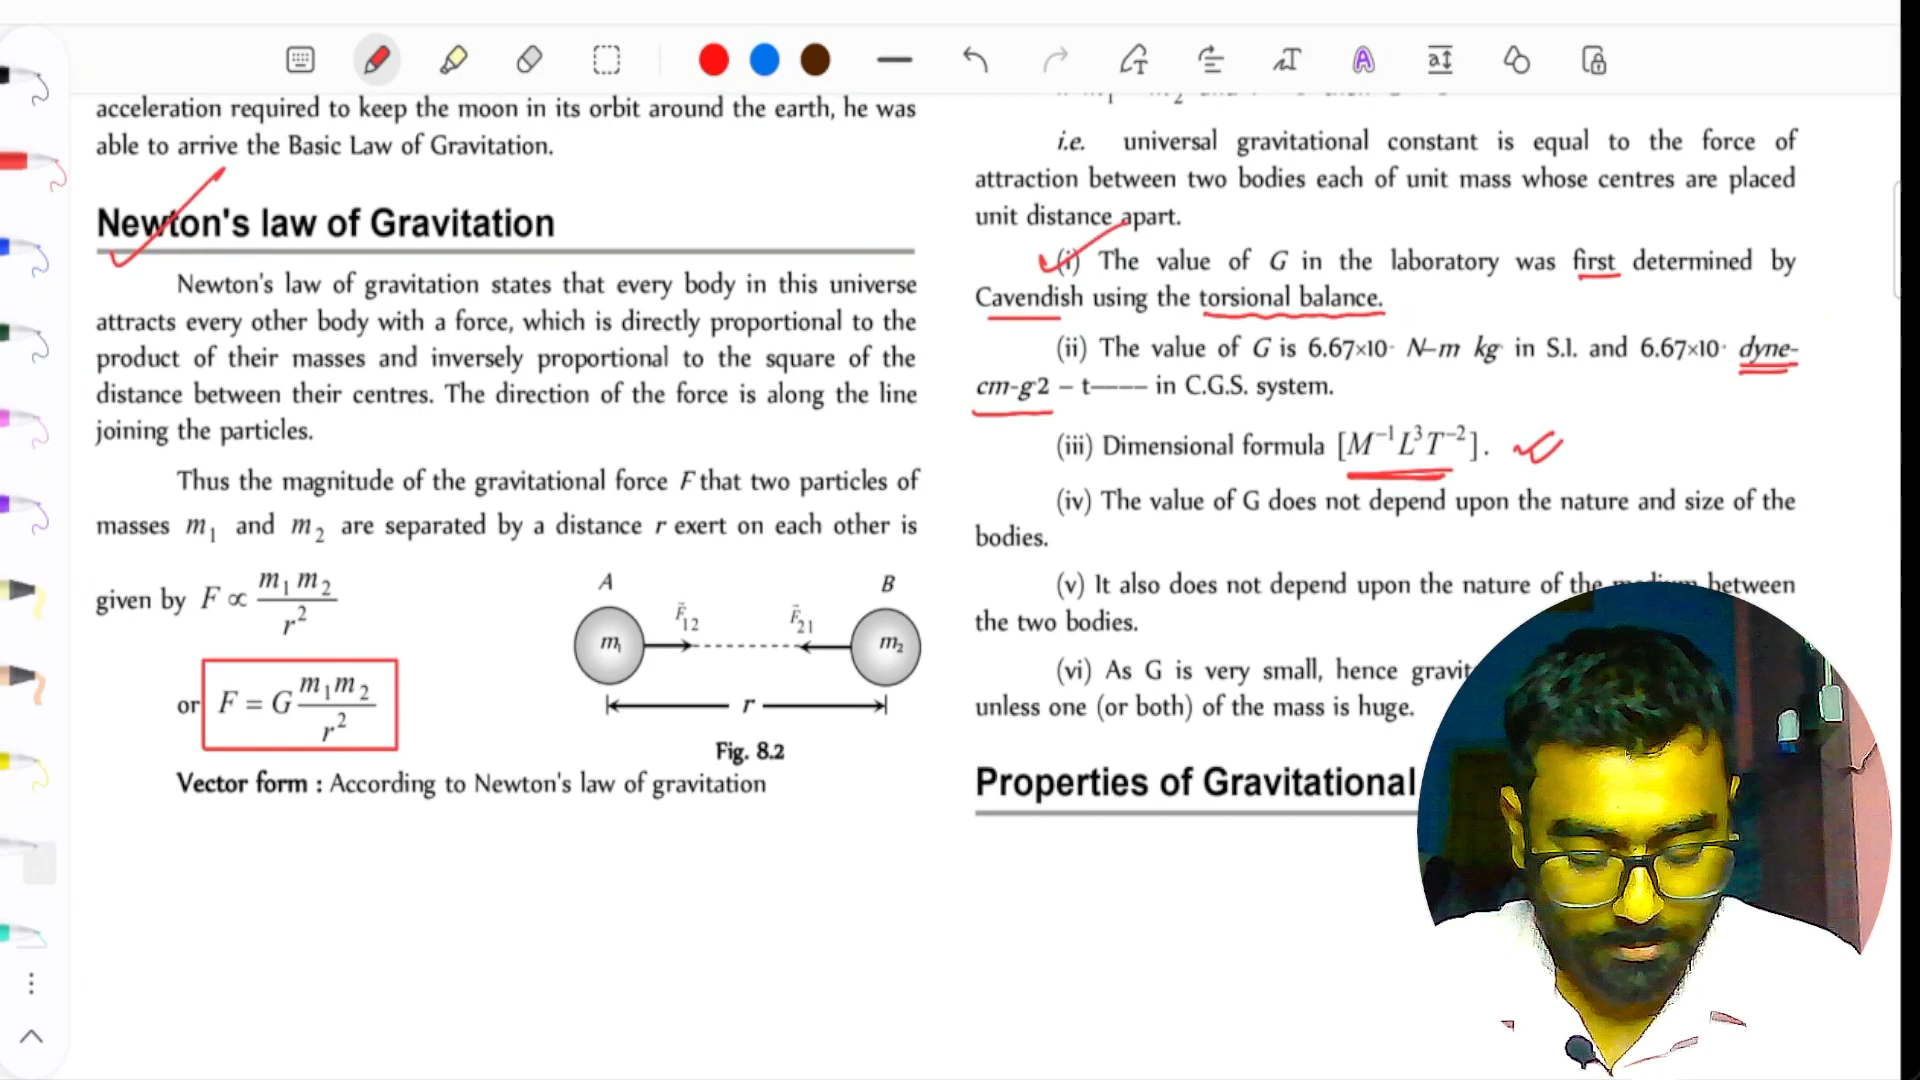 acceleration required to keep the moon in its orbit around the earth, he was
able to arrive the Basic Law of Gravitation.
Newton's law of Gravitation
Newton's law of gravitation states that every body in this universe
attracts every other body with a force, which is directly proportional to the
product of their masses and inversely proportional to the square of the
distance between their centres. The direction of the force is along the line
joining the particles.
Thus the magnitude of the gravitational force F that two particles of
masses m₁ and m₂ are separated by a distance r exert on each other is
given by F ∝ m₁ m₂ / r²
A B
F₁₂ F₂₁
m₁ m₂
or F = G m₁m₂ / r²
r
Fig. 8.2
Vector form : According to Newton's law of gravitation
i.e. universal gravitational constant is equal to the force of
attraction between two bodies each of unit mass whose centres are placed
unit distance apart.
(i) The value of G in the laboratory was first determined by
Cavendish using the torsional balance.
(ii) The value of G is 6.67×10 N-m kg in S.I. and 6.67×10 dyne-
cm-g2 – t—— in C.G.S. system.
(iii) Dimensional formula [M⁻¹L³T⁻²].
(iv) The value of G does not depend upon the nature and size of the
bodies.
(v) It also does not depend upon the nature of the between
the two bodies.
(vi) As G is very small, hence gravit
unless one (or both) of the mass is huge.
Properties of Gravitational